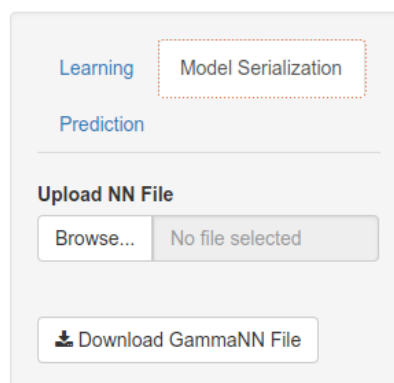 Learning Model Serialization
Prediction
Upload NN File
Browse... No file selected
Download GammaNN File